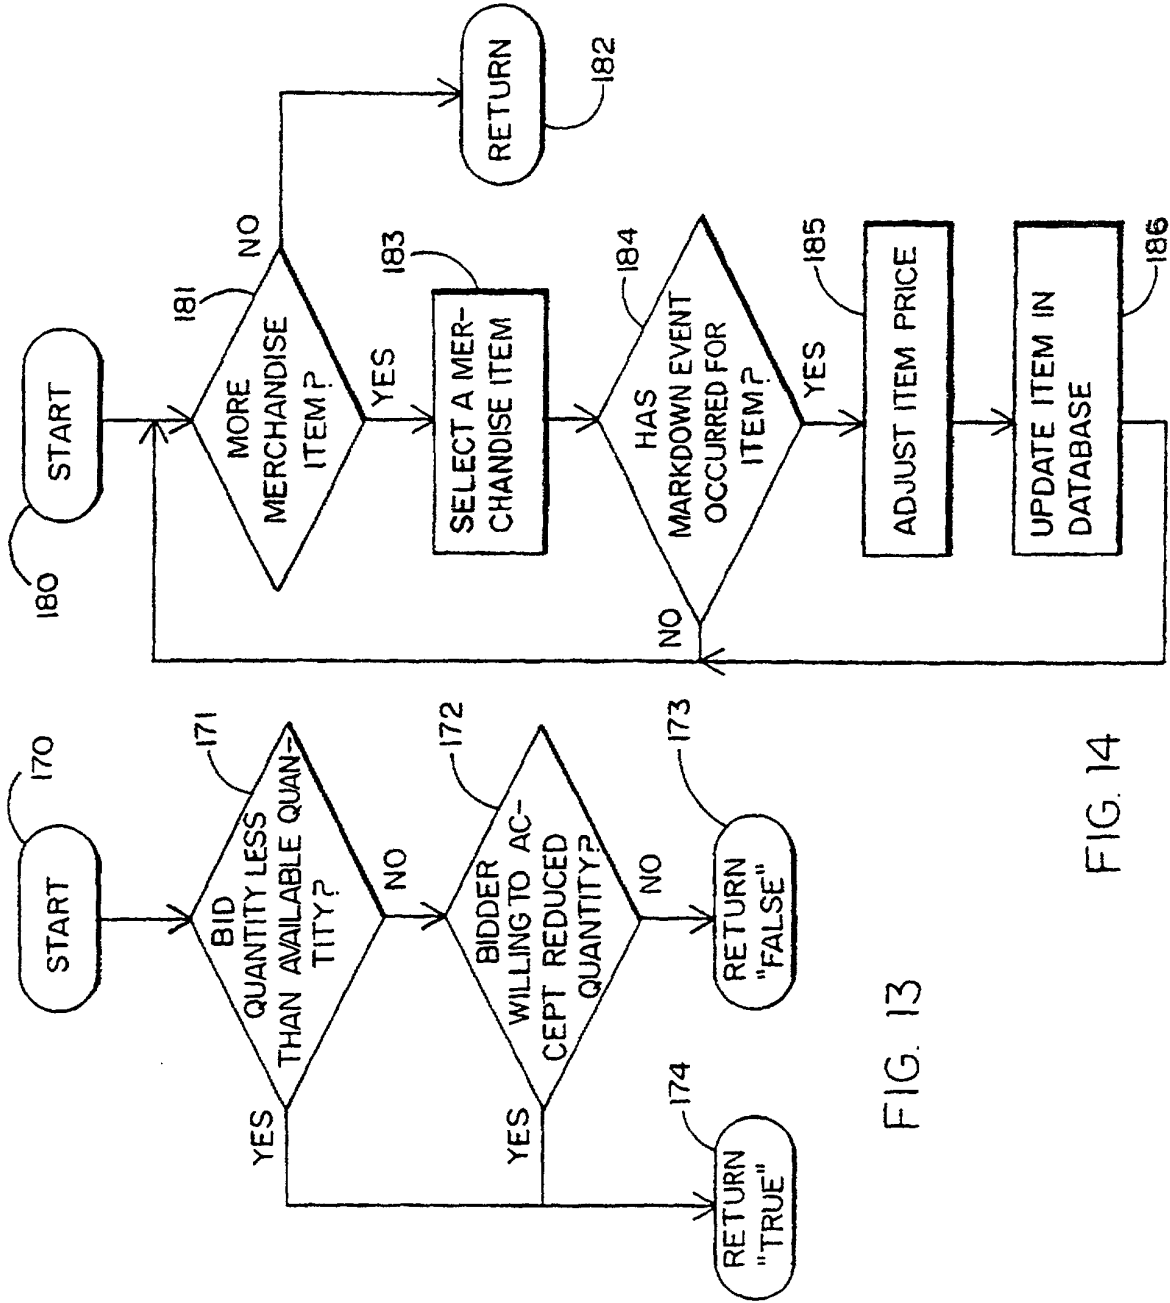 START
170
BID
QUANTITY LESS
THAN AVAILABLE QUAN-
TITY?
171
YES
NO
BIDDER
WILLING TO AC-
CEPT REDUCED
QUANTITY?
172
YES
NO
RETURN
"TRUE"
174
RETURN
"FALSE"
173
FIG. 13
180
START
MORE
MERCHANDISE
ITEM?
181
NO
YES
RETURN
182
SELECT A MER-
CHANDISE ITEM
183
HAS
MARKDOWN EVENT
OCCURRED FOR
ITEM?
184
NO
YES
ADJUST ITEM PRICE
185
UPDATE ITEM IN
DATABASE
186
FIG. 14